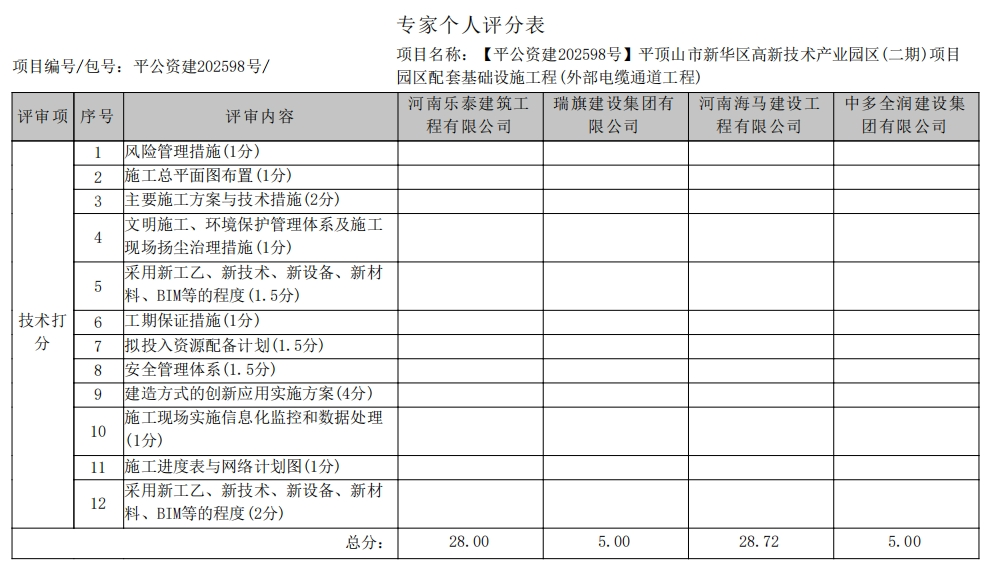 专家个人评分表
项目编号/包号：平公资建202598号/
项目名称：【平公资建202598号】平顶山市新华区高新技术产业园区(二期)项目
园区配套基础设施工程(外部电缆通道工程)
评审项 序号 评审内容 河南乐泰建筑工 瑞旗建设集团有 河南海马建设工 中多全润建设集
程有限公司 限公司 程有限公司 团有限公司
1 风险管理措施(1分)
2 施工总平面图布置(1分)
3 主要施工方案与技术措施(2分)
4 文明施工、环境保护管理体系及施工
现场扬尘治理措施(1分)
5 采用新工乙、新技术、新设备、新材
料、BIM等的程度(1.5分)
技术打
分
6 工期保证措施(1分)
7 拟投入资源配备计划(1.5分)
8 安全管理体系(1.5分)
9 建造方式的创新应用实施方案(4分)
10 施工现场实施信息化监控和数据处理
(1分)
11 施工进度表与网络计划图(1分)
12 采用新工乙、新技术、新设备、新材
料、BIM等的程度(2分)
总分： 28.00 5.00 28.72 5.00